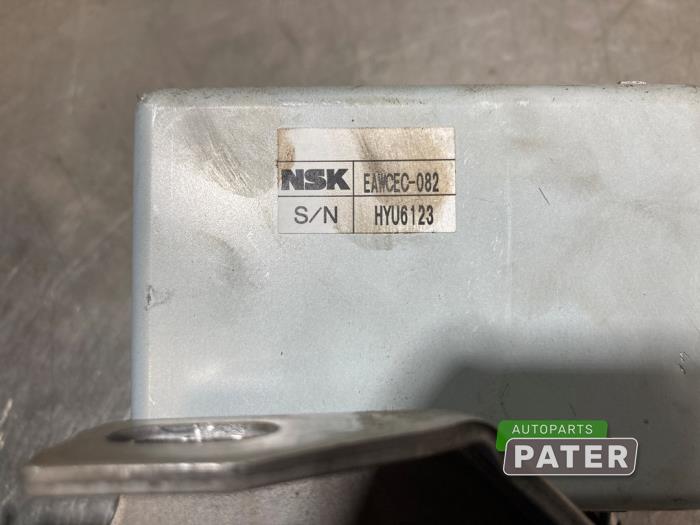 NSK EAWCEC-082
S/N HYU6123
AUTOPARTS
PATER